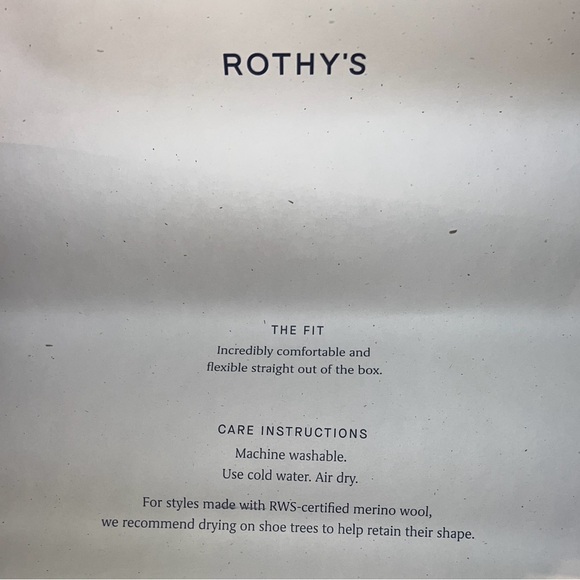 ROTHY'S
THE FIT
Incredibly comfortable and
flexible straight out of the box.
CARE INSTRUCTIONS
Machine washable.
Use cold water. Air dry.
For styles made with RWS-certified merino wool,
we recommend drying on shoe trees to help retain their shape.